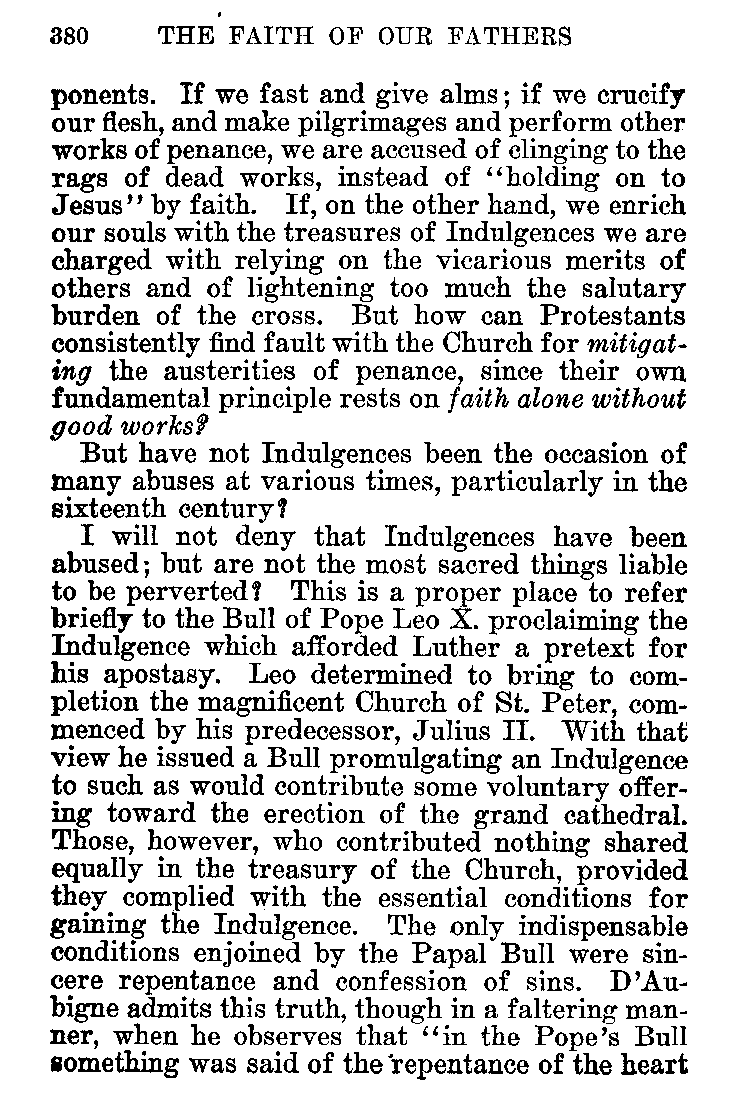 380 THE FAITH OF OUR FATHERS
ponents. If we fast and give alms; if we crucify
our flesh, and make pilgrimages and perform other
works of penance, we are accused of clinging to the
rags of dead works, instead of "holding on to
Jesus" by faith. If, on the other hand, we enrich
our souls with the treasures of Indulgences we are
charged with relying on the vicarious merits of
others and of lightening too much the salutary
burden of the cross. But how can Protestants
consistently find fault with the Church for mitigat-
ing the austerities of penance, since their own
fundamental principle rests on faith alone without
good works?
But have not Indulgences been the occasion of
many abuses at various times, particularly in the
sixteenth century?
I will not deny that Indulgences have been
abused; but are not the most sacred things liable
to be perverted? This is a proper place to refer
briefly to the Bull of Pope Leo X. proclaiming the
Indulgence which afforded Luther a pretext for
his apostasy. Leo determined to bring to com-
pletion the magnificent Church of St. Peter, com-
menced by his predecessor, Julius II. With that
view he issued a Bull promulgating an Indulgence
to such as would contribute some voluntary offer-
ing toward the erection of the grand cathedral.
Those, however, who contributed nothing shared
equally in the treasury of the Church, provided
they complied with the essential conditions for
gaining the Indulgence. The only indispensable
conditions enjoined by the Papal Bull were sin-
cere repentance and confession of sins. D'Au-
bigne admits this truth, though in a faltering man-
ner, when he observes that "in the Pope's Bull
something was said of the repentance of the heart